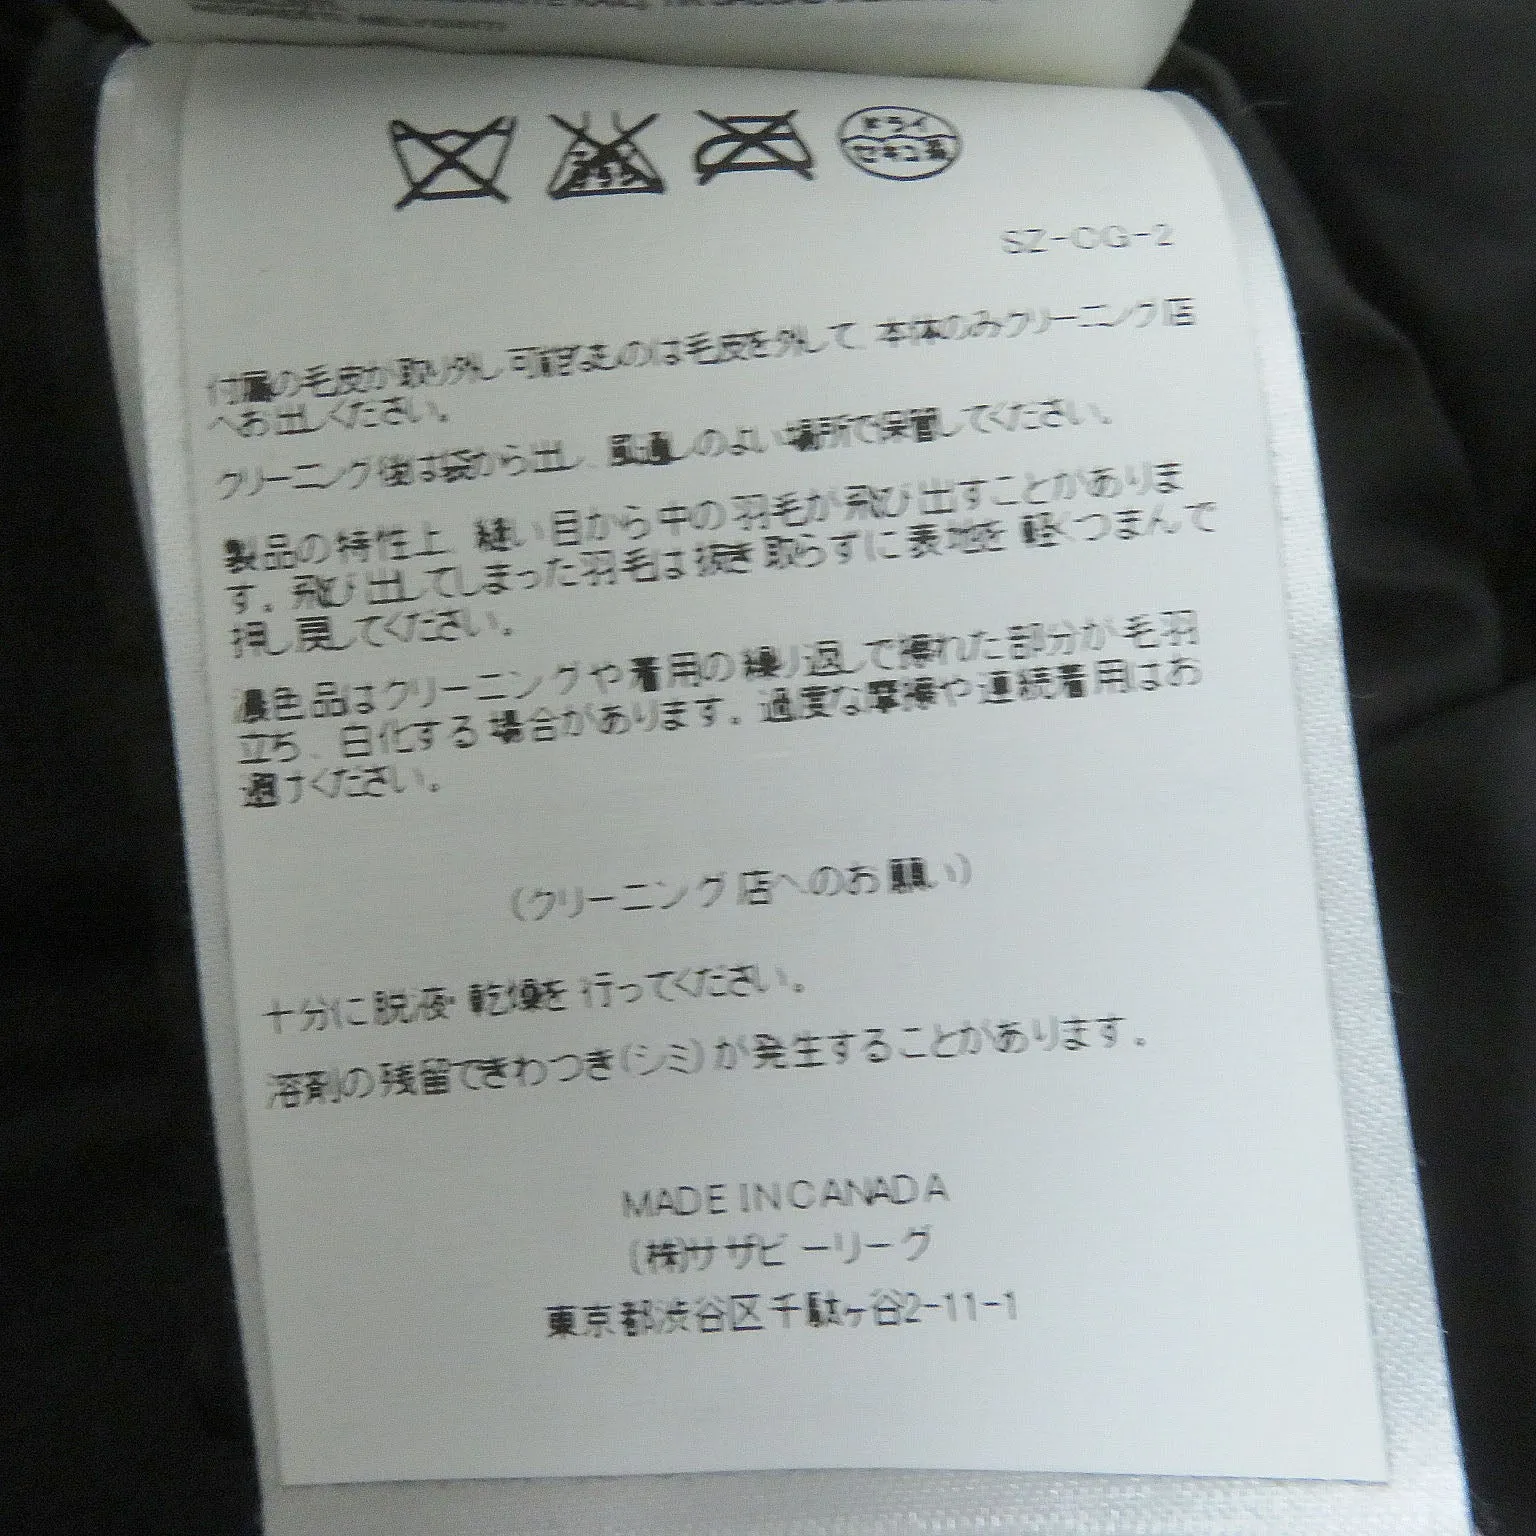 ドライ
セキユ系
SZ-CG-2
付属の毛皮が取り外し可能なものは毛皮を外して、本体のみクリーニング店
へお出しください。
クリーニング後は袋から出し、風通しのよい場所で保管してください。
製品の特性上、縫い目から中の羽毛が飛び出すことがありま
す。飛び出してしまった羽毛は抜き取らずに表地を軽くつまんで
押し戻してください。
濃色品はクリーニングや着用の繰り返しで擦れた部分が毛羽
立ち、白化する場合があります。過度な摩擦や連続着用はお
避けください。
(クリーニング店へのお願い)
十分に脱液・乾燥を行ってください。
溶剤の残留できわつき(シミ)が発生することがあります。
MADE IN CANADA
(株)サザビーリーグ
東京都渋谷区千駄ヶ谷2-11-1